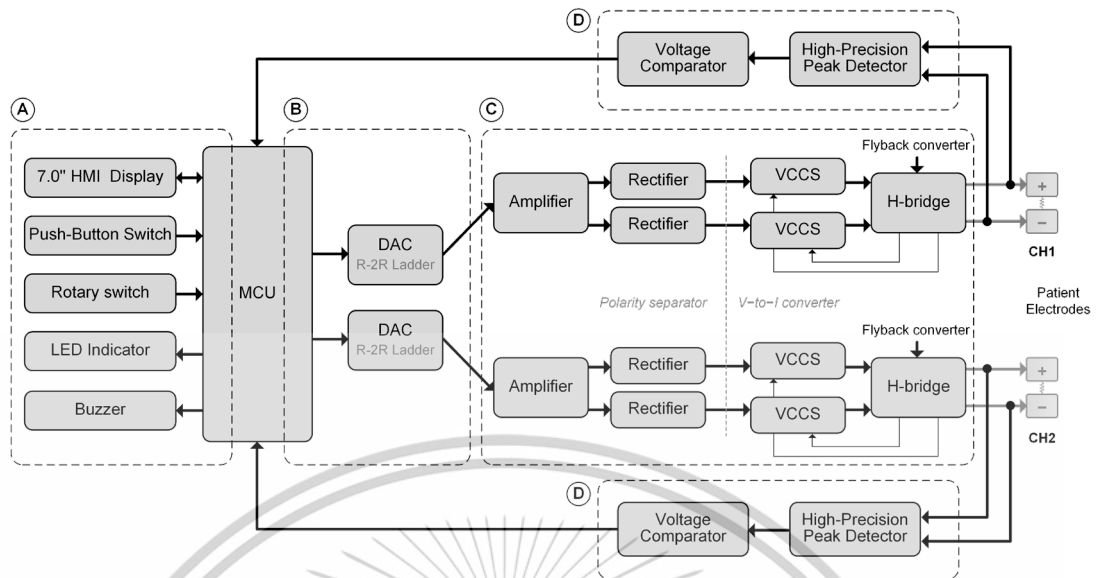 D
Voltage
Comparator
High-Precision
Peak Detector
A
B
C
7.0" HMI Display
Push-Button Switch
Rotary switch
LED Indicator
Buzzer
MCU
DAC
R-2R Ladder
DAC
R-2R Ladder
Flyback converter
Amplifier
Rectifier
Rectifier
VCCS
VCCS
H-bridge
+
−
CH1
Polarity separator
V−to−I converter
Patient
Electrodes
Flyback converter
Amplifier
Rectifier
Rectifier
VCCS
VCCS
H-bridge
+
−
CH2
D
Voltage
Comparator
High-Precision
Peak Detector